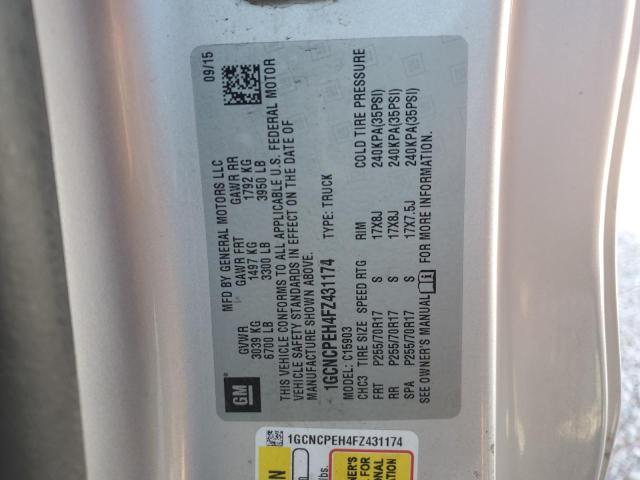 GM
MFD BY GENERAL MOTORS LLC
09/15
GVWR GAWR FRT GAWR RR
3039 KG 1497 KG 1792 KG
6700 LB 3300 LB 3950 LB
THIS VEHICLE CONFORMS TO ALL APPLICABLE U.S. FEDERAL MOTOR
VEHICLE SAFETY STANDARDS IN EFFECT ON THE DATE OF
MANUFACTURE SHOWN ABOVE.
1GCNCPEH4FZ431174 TYPE: TRUCK
MODEL: C15903
CHC3 TIRE SIZE SPEED RTG RIM COLD TIRE PRESSURE
FRT P255/70R17 S 17X8J 240KPA(35PSI)
RR P255/70R17 S 17X8J 240KPA(35PSI)
SPA P255/70R17 S 17X7.5J 240KPA(35PSI)
SEE OWNER'S MANUAL FOR MORE INFORMATION.
1GCNCPEH4FZ431174
lbs.
FOR